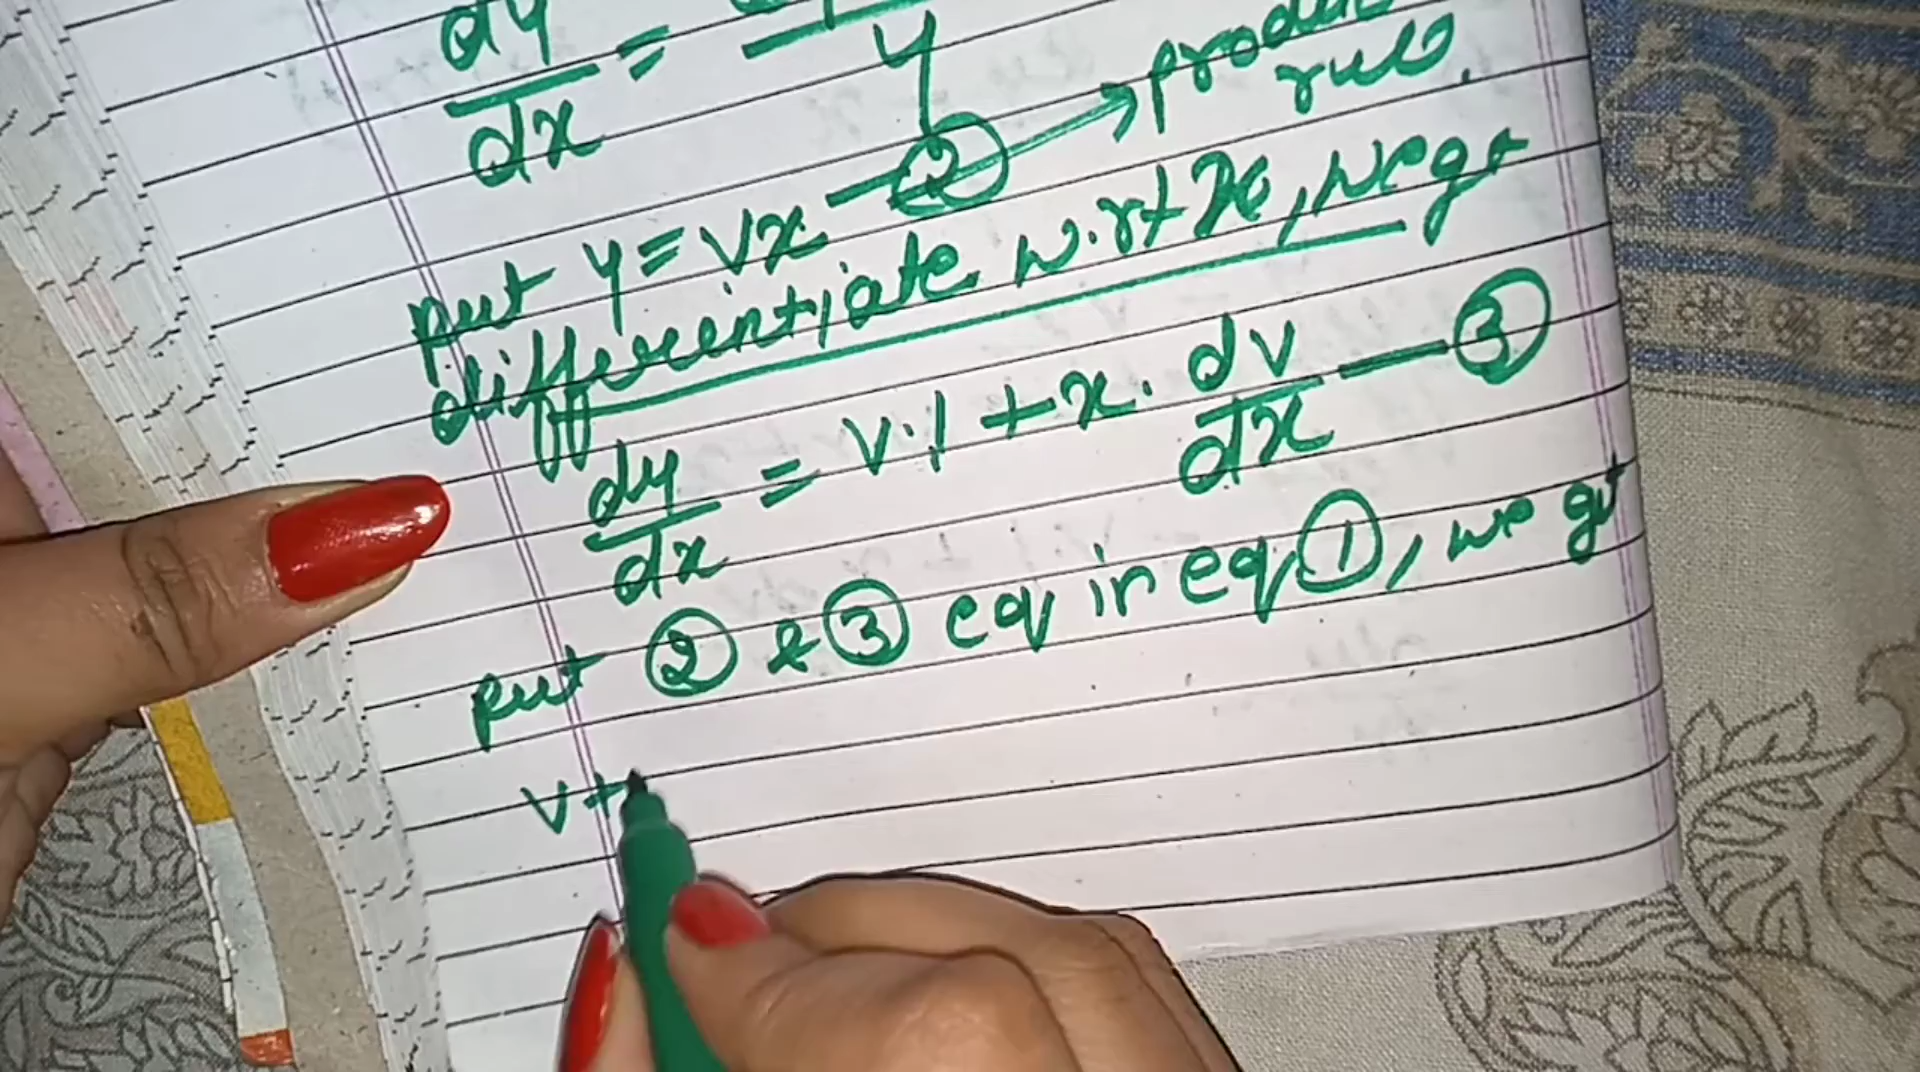 dy/dx = y
put y = vx — ② → product rule.
differentiate w.r.t x, we get
dy/dx = v.1 + x. dv/dx — ③
put ② & ③ eq in eq ①, we get
v+